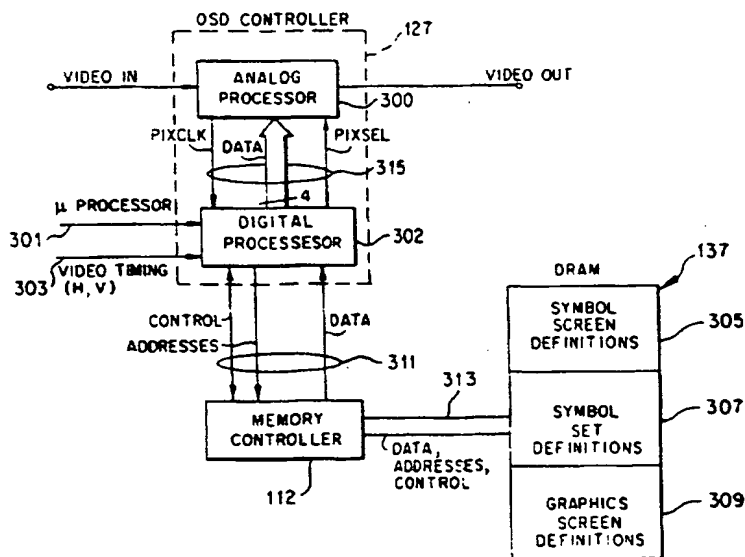 OSD CONTROLLER
127
VIDEO IN
ANALOG
PROCESSOR
300
VIDEO OUT
PIXCLK
DATA
PIXSEL
315
4
μ PROCESSOR
301
DIGITAL
PROCESSESOR
302
303
VIDEO TIMING
(H, V)
CONTROL
ADDRESSES
DATA
311
MEMORY
CONTROLLER
112
313
DATA,
ADDRESSES,
CONTROL
DRAM
137
SYMBOL
SCREEN
DEFINITIONS
305
SYMBOL
SET
DEFINITIONS
307
GRAPHICS
SCREEN
DEFINITIONS
309